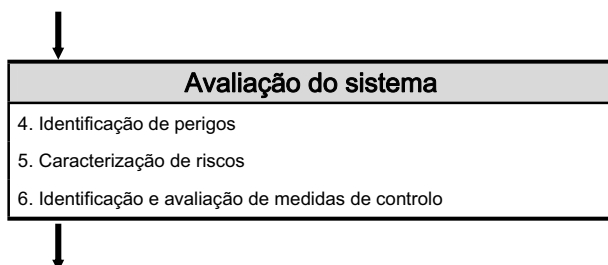 Avaliação do sistema
4. Identificação de perigos
5. Caracterização de riscos
6. Identificação e avaliação de medidas de controlo